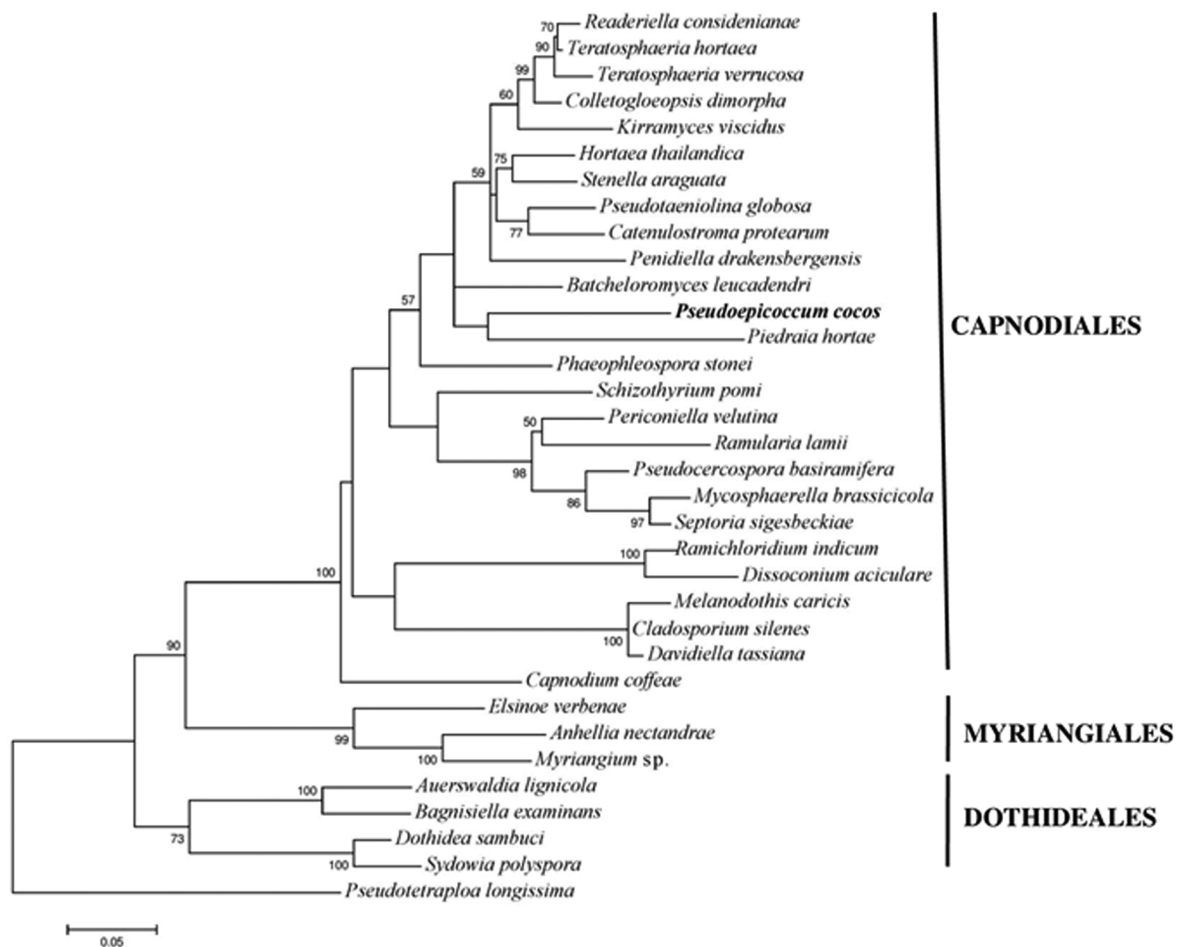 70
Readeriella considenianae
90
Teratosphaeria hortaea
99
Teratosphaeria verrucosa
60
Colletogloeopsis dimorpha
Kirramyces viscidus
75
Hortaea thailandica
59
Stenella araguata
Pseudotaeniolina globosa
77
Catenulostroma protearum
Penidiella drakensbergensis
Batcheloromyces leucadendri
57
Pseudoepicoccum cocos
CAPNODIALES
Piedraia hortae
Phaeophleospora stonei
Schizothyrium pomi
50
Periconiella velutina
Ramularia lamii
98
Pseudocercospora basiramifera
86
Mycosphaerella brassicicola
97
Septoria sigesbeckiae
100
Ramichloridium indicum
100
Dissoconium aciculare
Melanodothis caricis
Cladosporium silenes
100
Davidiella tassiana
90
Capnodium coffeae
Elsinoe verbenae
99
Anhellia nectandrae
MYRIANGIALES
100
Myriangium sp.
100
Auerswaldia lignicola
Bagnisiella examinans
DOTHIDEALES
73
Dothidea sambuci
100
Sydowia polyspora
Pseudotetraploa longissima
0.05